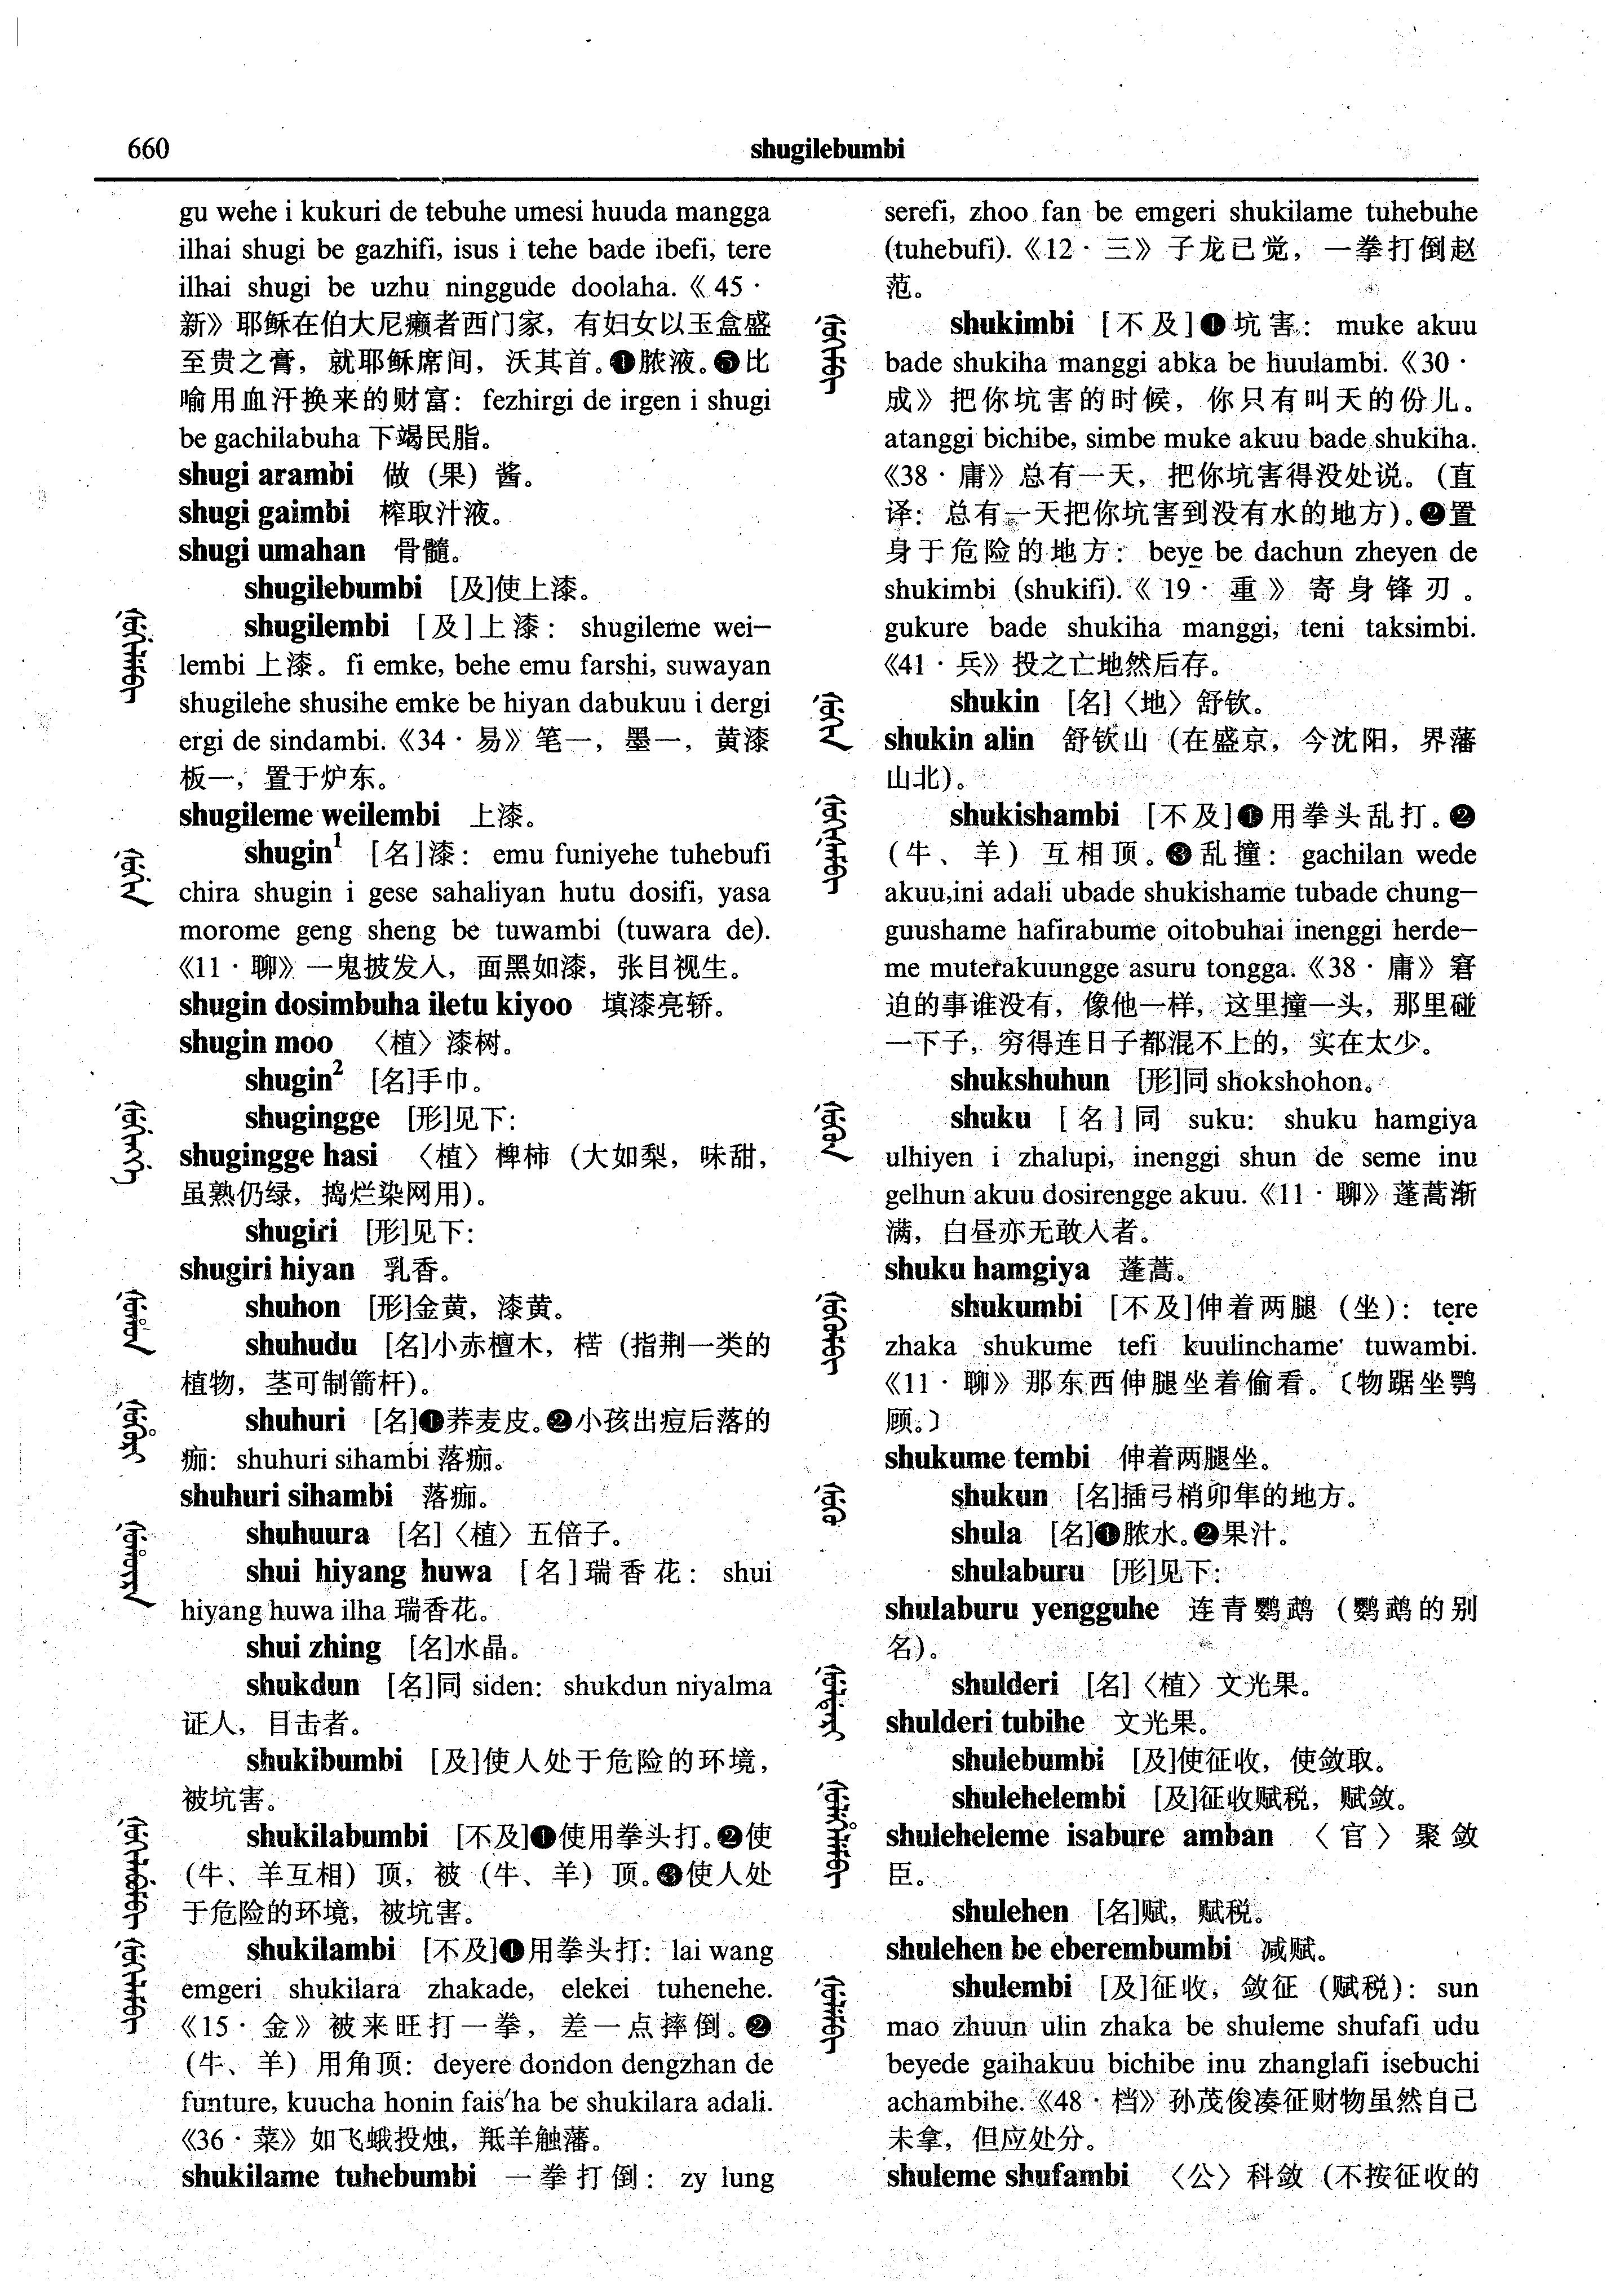 660
shugilebumbi
gu wehe i kukuri de tebuhe umesi huuda mangga
ilhai shugi be gazhifi, isus i tehe bade ibefi, tere
ilhai shugi be uzhu ninggude doolaha.《45·
新》耶稣在伯大尼癞者西门家，有妇女以玉盒盛
至贵之膏，就耶稣席间，沃其首。❹脓液。❺比
喻用血汗换来的财富： fezhirgi de irgen i shugi
be gachilabuha 下竭民脂。
shugi arambi 做（果）酱。
shugi gaimbi 榨取汁液。
shugi umahan 骨髓。
shugilebumbi [及]使上漆。
shugilembi [及]上漆： shugileme wei–
lembi 上漆。fi emke, behe emu farshi, suwayan
shugilehe shusihe emke be hiyan dabukuu i dergi
ergi de sindambi.《34·易》笔一，墨一，黄漆
板一，置于炉东。
shugileme weilembi 上漆。
shugin¹ [名]漆： emu funiyehe tuhebufi
chira shugin i gese sahaliyan hutu dosifi, yasa
morome geng sheng be tuwambi (tuwara de).
《11·聊》一鬼披发入，面黑如漆，张目视生。
shugin dosimbuha iletu kiyoo 填漆亮轿。
shugin moo 〈植〉漆树。
shugin² [名]手巾。
shugingge [形]见下：
shugingge hasi 〈植〉椑柿（大如梨，味甜，
虽熟仍绿，捣烂染网用）。
shugiri [形]见下：
shugiri hiyan 乳香。
shuhon [形]金黄，漆黄。
shuhudu [名]小赤檀木，楛（指荆一类的
植物，茎可制箭杆）。
shuhuri [名]❶荞麦皮。❷小孩出痘后落的
痂： shuhuri sihambi 落痂。
shuhuri sihambi 落痂。
shuhuura [名]〈植〉五倍子。
shui hiyang huwa [名]瑞香花： shui
hiyang huwa ilha 瑞香花。
shui zhing [名]水晶。
shukdun [名]同 siden: shukdun niyalma
证人，目击者。
shukibumbi [及]使人处于危险的环境，
被坑害。
shukilabumbi [不及]❶使用拳头打。❷使
(牛、羊互相）顶，被（牛、羊）顶。❸使人处
于危险的环境，被坑害。
shukilambi [不及]❶用拳头打： lai wang
emgeri shukilara zhakade, elekei tuhenehe.
《15·金》被来旺打一拳，差一点摔倒。❷
(牛、羊）用角顶： deyere dondon dengzhan de
funture, kuucha honin fais'ha be shukilara adali.
《36·菜》如飞蛾投烛，羝羊触藩。
shukilame tuhebumbi 一拳打倒： zy lung
serefi, zhoo fan be emgeri shukilame tuhebuhe
(tuhebufi).《12·三》子龙已觉，一拳打倒赵
范。
shukimbi [不及]❶坑害： muke akuu
bade shukiha manggi abka be huulambi.《30·
成》把你坑害的时候，你只有叫天的份儿。
atanggi bichibe, simbe muke akuu bade shukiha.
《38·庸》总有一天，把你坑害得没处说。（直
译：总有一天把你坑害到没有水的地方）。❷置
身于危险的地方： beye be dachun zheyen de
shukimbi (shukifi).《19·重》寄身锋刃。
gukure bade shukiha manggi, teni taksimbi.
《41·兵》投之亡地然后存。
shukin [名]〈地〉舒钦。
shukin alin 舒钦山（在盛京，今沈阳，界藩
山北）。
shukishambi [不及]❶用拳头乱打。❷
(牛、羊）互相顶。❸乱撞： gachilan wede
akuu,ini adali ubade shukishame tubade chung–
guushame hafirabume oitobuhai inenggi herde–
me muterakuungge asuru tongga.《38·庸》窘
迫的事谁没有，像他一样，这里撞一头，那里碰
一下子，穷得连日子都混不上的，实在太少。
shukshuhun [形]同 shokshohon。
shuku [名]同 suku: shuku hamgiya
ulhiyen i zhalupi, inenggi shun de seme inu
gelhun akuu dosirengge akuu.《11·聊》蓬蒿渐
满，白昼亦无敢入者。
shuku hamgiya 蓬蒿。
shukumbi [不及]伸着两腿（坐）： tere
zhaka shukume tefi kuulinchame tuwambi.
《11·聊》那东西伸腿坐着偷看。〔物踞坐鹗
顾。〕
shukume tembi 伸着两腿坐。
shukun [名]插弓梢卯隼的地方。
shula [名]❶脓水。❷果汁。
shulaburu [形]见下：
shulaburu yengguhe 连青鹦鹉（鹦鹉的别
名）。
shulderi [名]〈植〉文光果。
shulderi tubihe 文光果。
shulebumbi [及]使征收，使敛取。
shulehelembi [及]征收赋税，赋敛。
shuleheleme isabure amban 〈官〉聚敛
臣。
shulehen [名]赋，赋税。
shulehen be eberembumbi 减赋。
shulembi [及]征收，敛征（赋税）： sun
mao zhuun ulin zhaka be shuleme shufafi udu
beyede gaihakuu bichibe inu zhanglafi isebuchi
achambihe.《48·档》孙茂俊凑征财物虽然自己
未拿，但应处分。
shuleme shufambi 〈公〉科敛（不按征收的